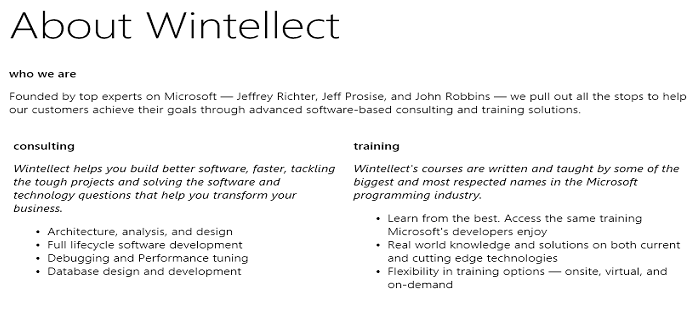 About Wintellect
who we are
Founded by top experts on Microsoft — Jeffrey Richter, Jeff Prosise, and John Robbins — we pull out all the stops to help
our customers achieve their goals through advanced software-based consulting and training solutions.
consulting
Wintellect helps you build better software, faster, tackling
the tough projects and solving the software and
technology questions that help you transform your
business.
• Architecture, analysis, and design
• Full lifecycle software development
• Debugging and Performance tuning
• Database design and development
training
Wintellect's courses are written and taught by some of the
biggest and most respected names in the Microsoft
programming industry.
• Learn from the best. Access the same training
Microsoft's developers enjoy
• Real world knowledge and solutions on both current
and cutting edge technologies
• Flexibility in training options — onsite, virtual, and
on-demand